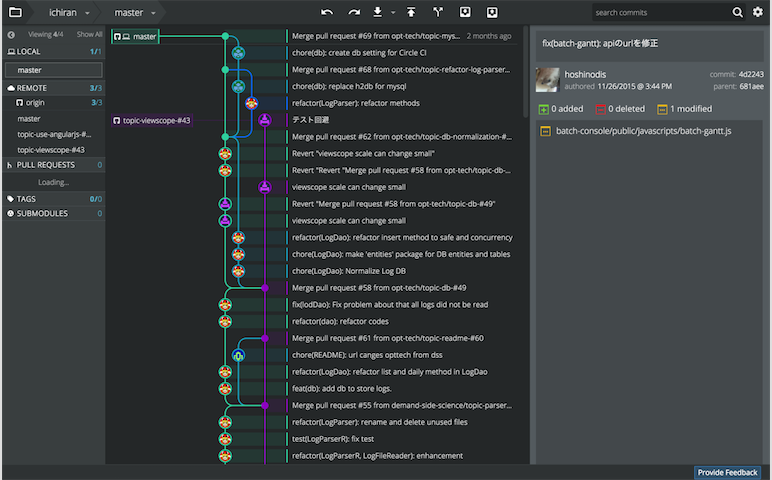 ichiran
master
search commits
Viewing 4/4
Show All
LOCAL 1/1
master
REMOTE 3/3
origin 3/3
master
topic-use-angularjs-#...
topic-viewscope-#43
PULL REQUESTS 0
Loading...
TAGS 0/0
SUBMODULES 0
master
topic-viewscope-#43
Merge pull request #69 from opt-tech/topic-mys... 2 months ago
chore(db): create db setting for Circle CI
Merge pull request #68 from opt-tech/topic-refactor-log-parser...
chore(db): replace h2db for mysql
refactor(LogParser): refactor methods
テスト回避
Merge pull request #62 from opt-tech/topic-db-normalization-#...
Revert "viewscope scale can change small"
Revert "Revert "Merge pull request #58 from opt-tech/topic-db-...
viewscope scale can change small
Revert "Merge pull request #58 from opt-tech/topic-db-#49"
viewscope scale can change small
refactor(LogDao): refactor insert method to safe and concurrency
chore(LogDao): make 'entities' package for DB entities and tables
chore(LogDao): Normalize Log DB
Merge pull request #58 from opt-tech/topic-db-#49
fix(lodDao): Fix problem about that all logs did not be read
refactor(dao): refactor codes
Merge pull request #61 from opt-tech/topic-readme-#60
chore(README): url canges opttech from dss
refactor(LogDao): refactor list and daily method in LogDao
feat(db): add db to store logs.
Merge pull request #55 from demand-side-science/topic-parser...
refactor(LogParser): rename and delete unused files
test(LogParserR): fix test
refactor(LogParserR, LogFileReader): enhancement
fix(batch-gantt): apiのurlを修正
hoshinodis
authored 11/26/2015 @ 3:44 PM
commit: 4d2243
parent: 681aee
0 added
0 deleted
1 modified
batch-console/public/javascripts/batch-gantt.js
Provide Feedback